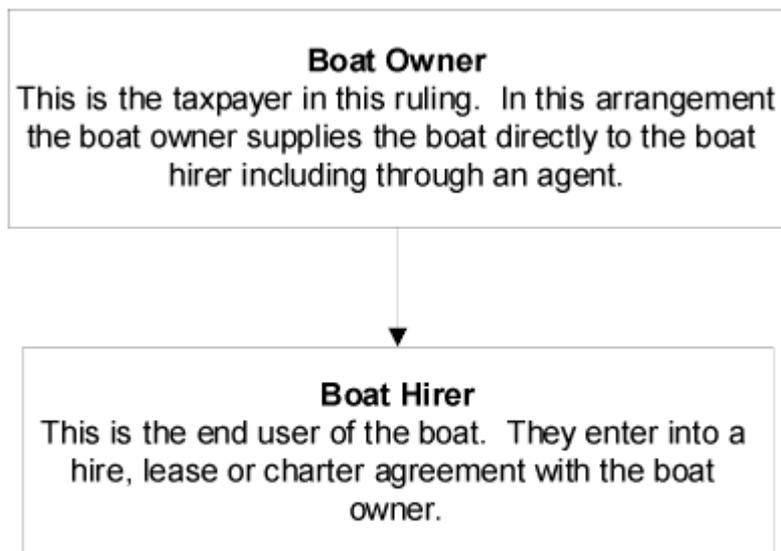 Boat Owner
This is the taxpayer in this ruling.  In this arrangement
the boat owner supplies the boat directly to the boat
hirer including through an agent.
Boat Hirer
This is the end user of the boat.  They enter into a
hire, lease or charter agreement with the boat
owner.